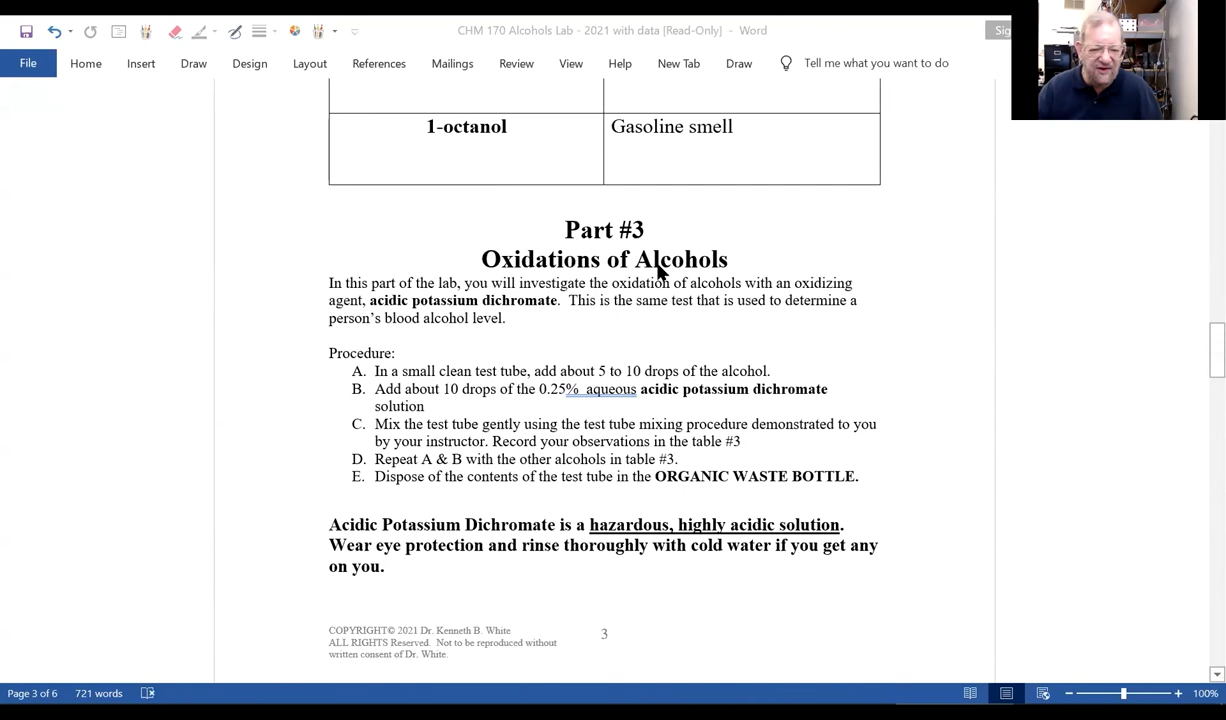 CHM 170 Alcohols Lab - 2021 with data [Read-Only] - Word
File Home Insert Draw Design Layout References Mailings Review View Help New Tab Draw Tell me what you want to do
1-octanol Gasoline smell
Part #3
Oxidations of Alcohols
In this part of the lab, you will investigate the oxidation of alcohols with an oxidizing
agent, acidic potassium dichromate. This is the same test that is used to determine a
person's blood alcohol level.
Procedure:
A. In a small clean test tube, add about 5 to 10 drops of the alcohol.
B. Add about 10 drops of the 0.25% aqueous acidic potassium dichromate
solution
C. Mix the test tube gently using the test tube mixing procedure demonstrated to you
by your instructor. Record your observations in the table #3
D. Repeat A & B with the other alcohols in table #3.
E. Dispose of the contents of the test tube in the ORGANIC WASTE BOTTLE.
Acidic Potassium Dichromate is a hazardous, highly acidic solution.
Wear eye protection and rinse thoroughly with cold water if you get any
on you.
COPYRIGHT© 2021 Dr. Kenneth B. White
ALL RIGHTS Reserved. Not to be reproduced without
written consent of Dr. White.
3
Page 3 of 6 721 words 100%